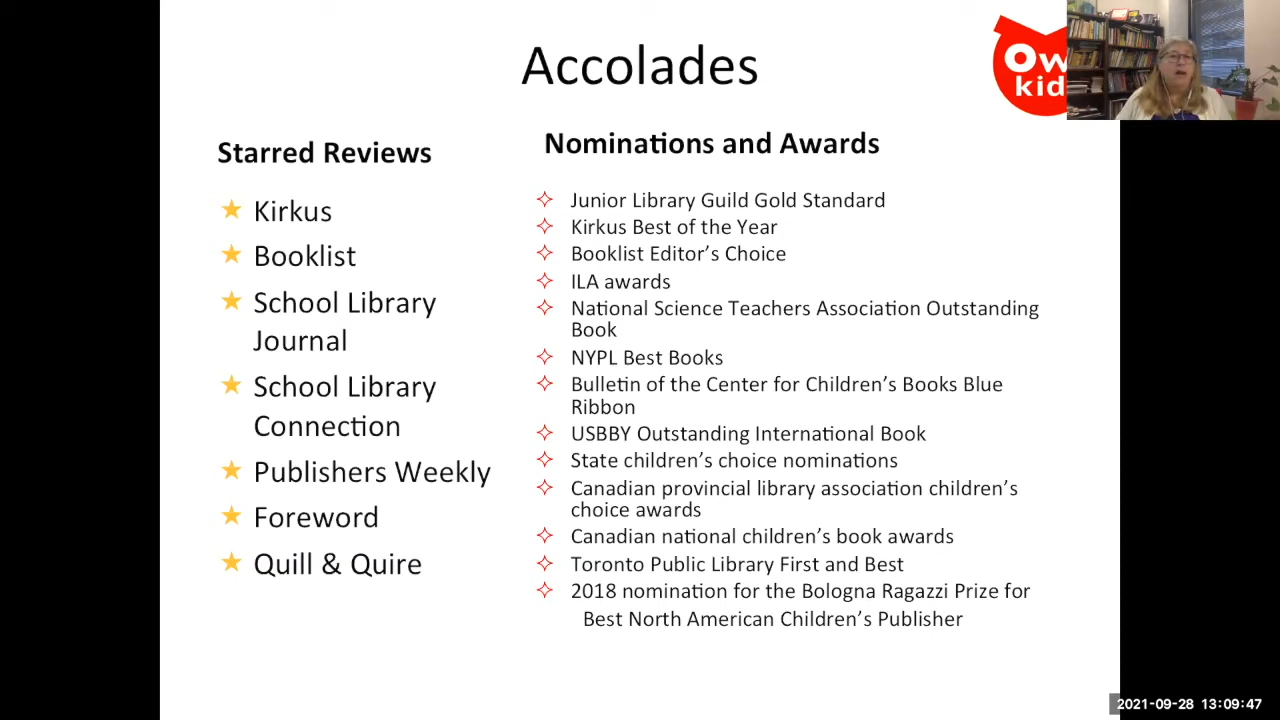 Accolades
Ow
kid
Starred Reviews
Kirkus
Booklist
School Library
Journal
School Library
Connection
Publishers Weekly
Foreword
Quill & Quire
Nominations and Awards
Junior Library Guild Gold Standard
Kirkus Best of the Year
Booklist Editor’s Choice
ILA awards
National Science Teachers Association Outstanding
Book
NYPL Best Books
Bulletin of the Center for Children’s Books Blue
Ribbon
USBBY Outstanding International Book
State children’s choice nominations
Canadian provincial library association children’s
choice awards
Canadian national children’s book awards
Toronto Public Library First and Best
2018 nomination for the Bologna Ragazzi Prize for
Best North American Children’s Publisher
2021-09-28 13:09:47